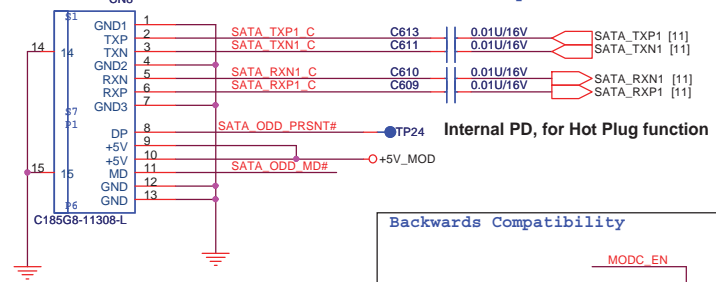 S1
GND1 1
TXP 2 SATA_TXP1_C C613 0.01U/16V SATA_TXP1 [11]
TXN 3 SATA_TXN1_C C611 0.01U/16V SATA_TXN1 [11]
14 14
GND2 4
RXN 5 SATA_RXN1_C C610 0.01U/16V SATA_RXN1 [11]
RXP 6 SATA_RXP1_C C609 0.01U/16V SATA_RXP1 [11]
GND3 7
S7
P1
DP 8 SATA_ODD_PRSNT# TP24 Internal PD, for Hot Plug function
+5V 9
+5V 10 +5V_MOD
15 15
MD 11 SATA_ODD_MD#
GND 12
GND 13
P6
C185G8-11308-L
Backwards Compatibility
MODC_EN